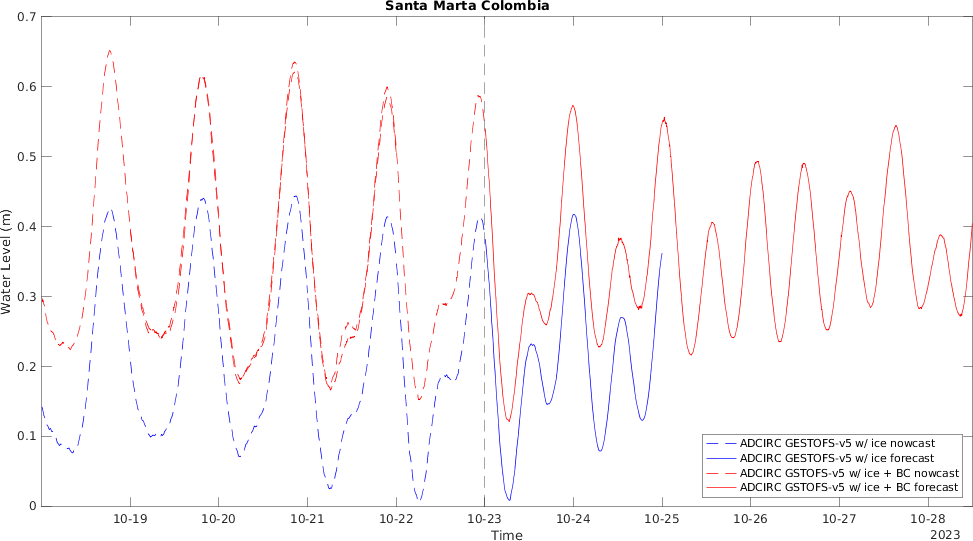 Santa Marta Colombia
0.7
0.6
0.5
0.4
0.3
0.2
0.1
0
Water Level (m)
ADCIRC GESTOFS-v5 w/ ice nowcast
ADCIRC GESTOFS-v5 w/ ice forecast
ADCIRC GSTOFS-v5 w/ ice + BC nowcast
ADCIRC GSTOFS-v5 w/ ice + BC forecast
10-19 10-20 10-21 10-22 10-23 10-24 10-25 10-26 10-27 10-28
2023
Time